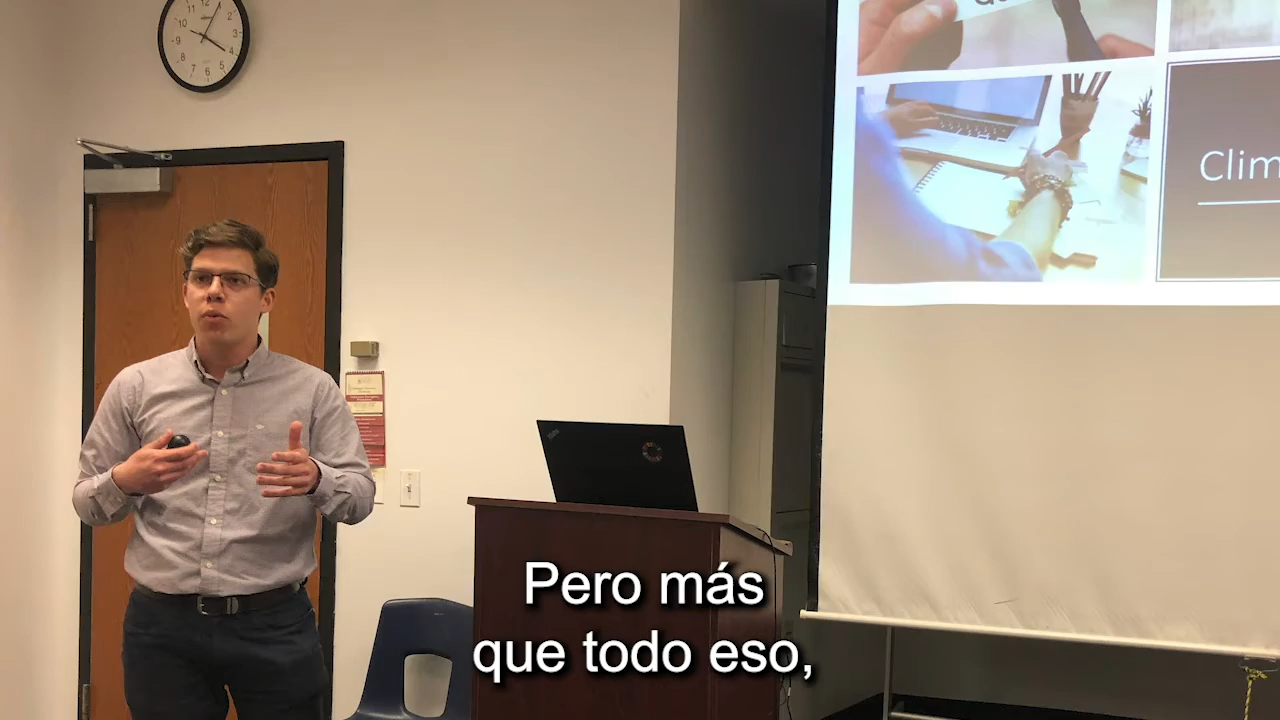 Clim
Pero más
que todo eso,